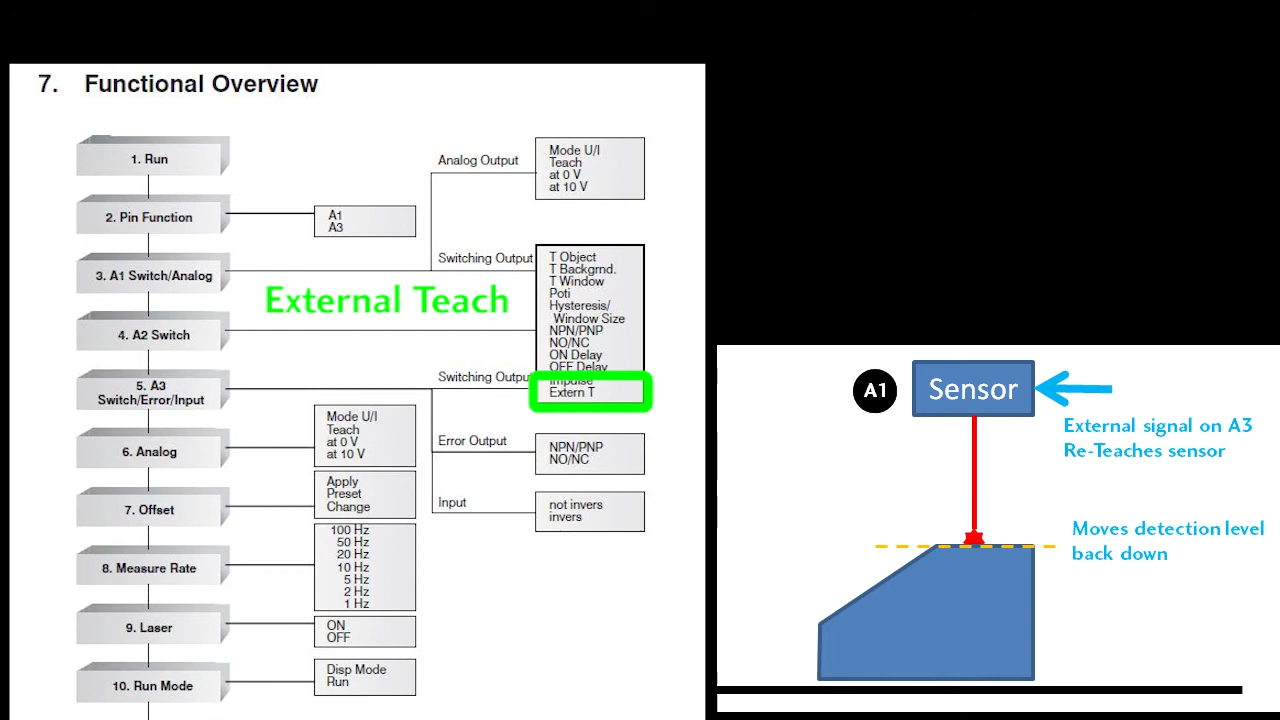 7. Functional Overview
1. Run
2. Pin Function
A1
A3
3. A1 Switch/Analog
Analog Output
Mode U/I
Teach
at 0 V
at 10 V
Switching Output
T Object
T Backgrnd.
T Window
Poti
Hysteresis/
Window Size
NPN/PNP
NO/NC
ON Delay
OFF Delay
Impulse
Extern T
External Teach
4. A2 Switch
5. A3
Switch/Error/Input
Switching Outpu
Error Output
NPN/PNP
NO/NC
Input
not invers
invers
6. Analog
Mode U/I
Teach
at 0 V
at 10 V
7. Offset
Apply
Preset
Change
8. Measure Rate
100 Hz
50 Hz
20 Hz
10 Hz
5 Hz
2 Hz
1 Hz
9. Laser
ON
OFF
10. Run Mode
Disp Mode
Run
A1
Sensor
External signal on A3
Re-Teaches sensor
Moves detection level
back down